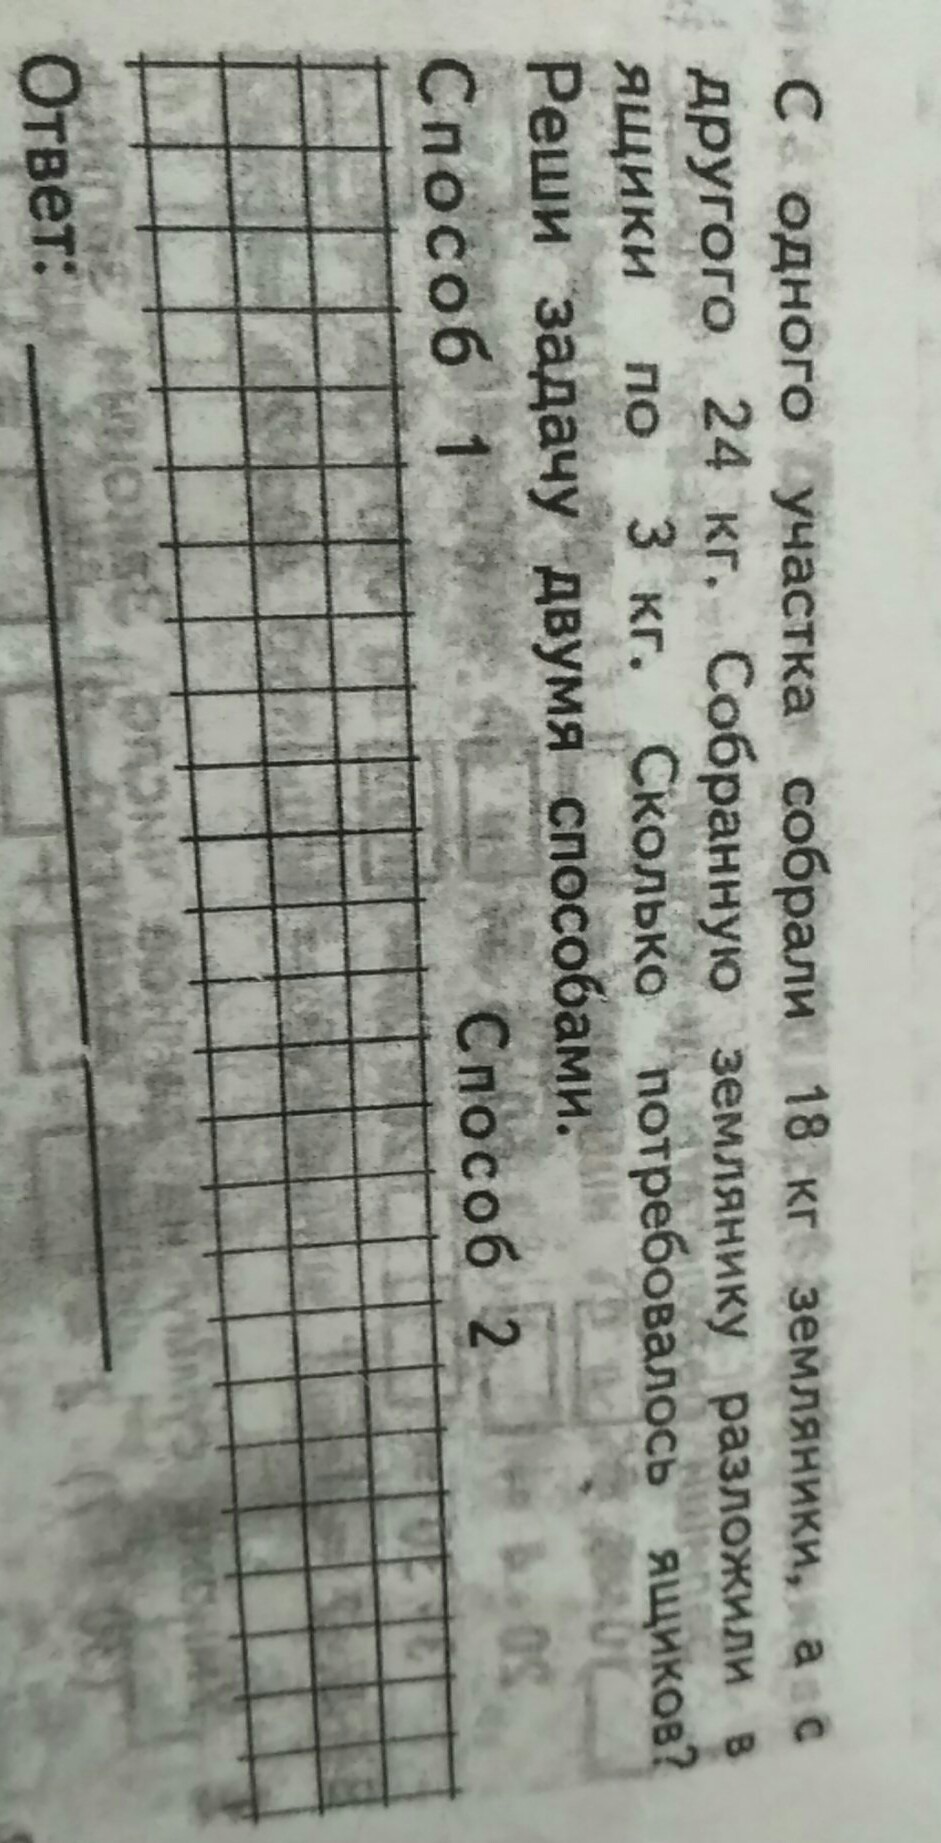 С одного участка собрали 18 кг земляники, а с
другого 24 кг. Собранную землянику разложили в
ящики по 3 кг. Сколько потребовалось ящиков?
Реши задачу двумя способами.
Способ 1 Способ 2
Ответ: